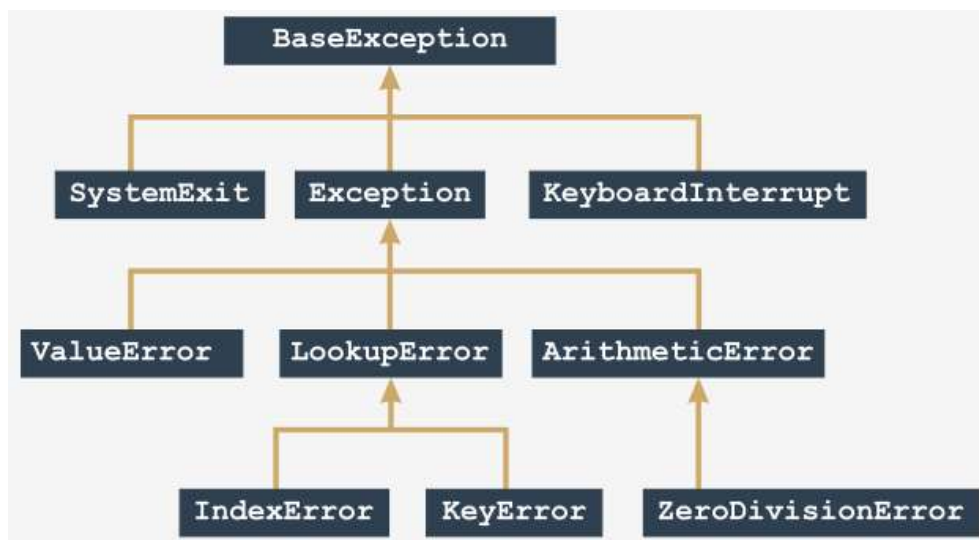 BaseException
SystemExit
Exception
KeyboardInterrupt
ValueError
LookupError
ArithmeticError
IndexError
KeyError
ZeroDivisionError